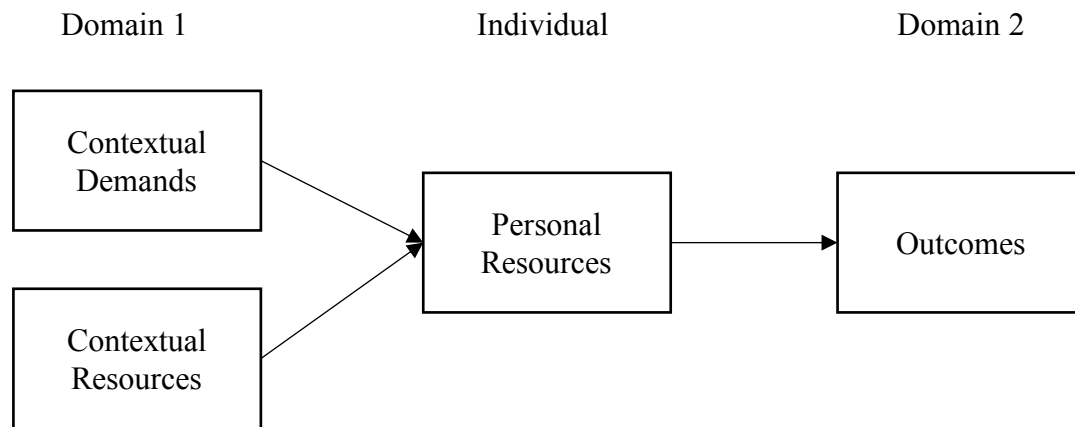 Domain 1
Individual
Domain 2
Contextual
Demands
Personal
Resources
Outcomes
Contextual
Resources